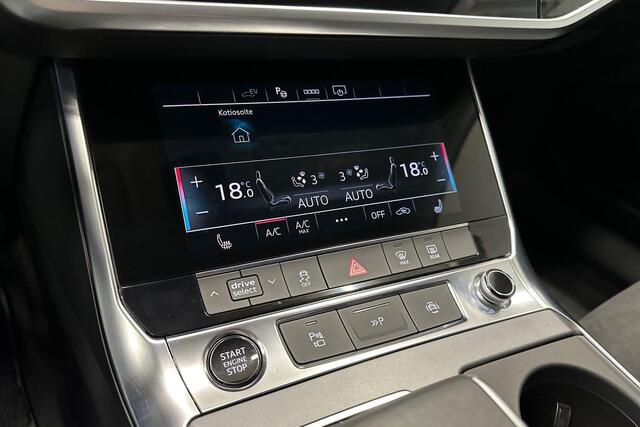 EV P
Kotiosoite
18.0 °C 3 3 18.0 °C
AUTO AUTO
A/C A/C MAX OFF
drive select OFF MAX REAR
P P
START
ENGINE
STOP